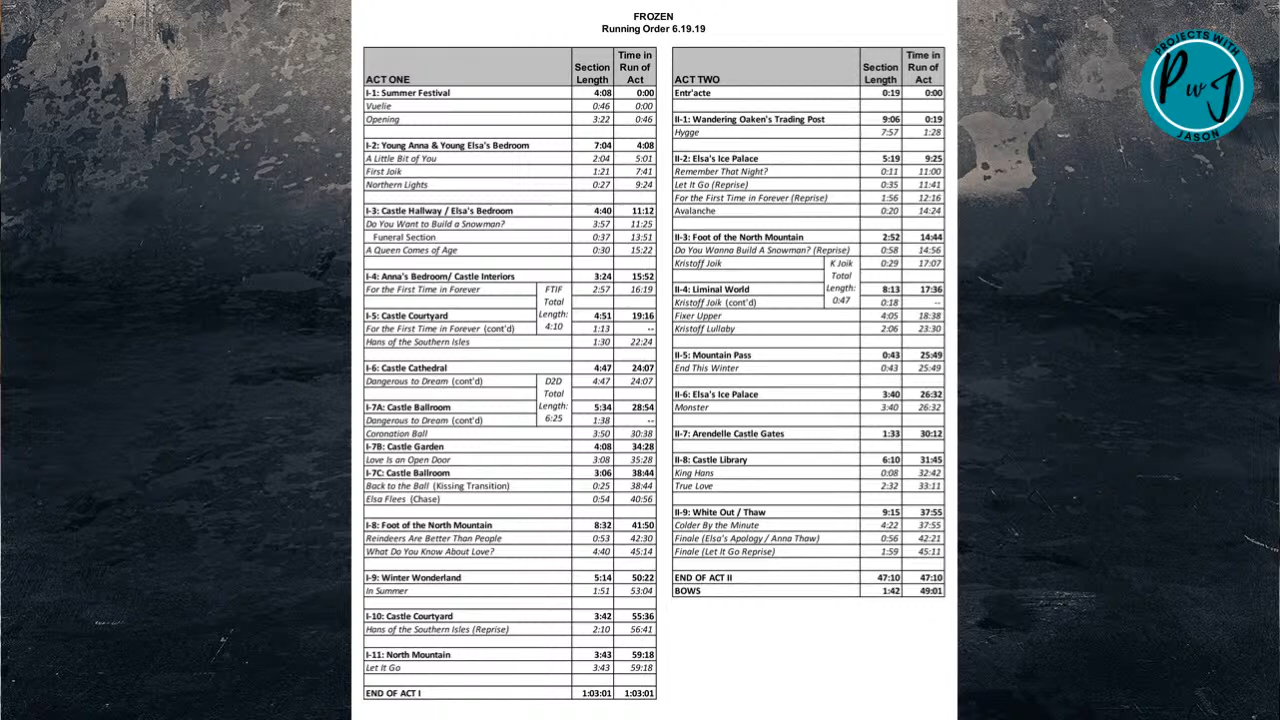 FROZEN
Running Order 6.19.19
ACT ONE Section Length Time in Run of Act
I-1: Summer Festival 4:08 0:00
Vuelie 0:46 0:00
Opening 3:22 0:46
I-2: Young Anna & Young Elsa's Bedroom 7:04 4:08
A Little Bit of You 2:04 5:01
First Joik 1:21 7:41
Northern Lights 0:27 9:24
I-3: Castle Hallway / Elsa's Bedroom 4:40 11:12
Do You Want to Build a Snowman? 3:57 11:25
Funeral Section 0:37 13:51
A Queen Comes of Age 0:30 15:22
I-4: Anna's Bedroom/ Castle Interiors 3:24 15:52
For the First Time in Forever 2:57 16:19
FTIF Total Length: 4:10
I-5: Castle Courtyard 4:51 19:16
For the First Time in Forever (cont'd) 1:13 --
Hans of the Southern Isles 1:30 22:24
I-6: Castle Cathedral 4:47 24:07
Dangerous to Dream (cont'd) 4:47 24:07
D2D Total Length: 6:25
I-7A: Castle Ballroom 5:34 28:54
Dangerous to Dream (cont'd) 1:38 --
Coronation Ball 3:50 30:38
I-7B: Castle Garden 4:08 34:28
Love Is an Open Door 3:08 35:28
I-7C: Castle Ballroom 3:06 38:44
Back to the Ball (Kissing Transition) 0:25 38:44
Elsa Flees (Chase) 0:54 40:56
I-8: Foot of the North Mountain 8:32 41:50
Reindeers Are Better Than People 0:53 42:30
What Do You Know About Love? 4:40 45:14
I-9: Winter Wonderland 5:14 50:22
In Summer 1:51 53:04
I-10: Castle Courtyard 3:42 55:36
Hans of the Southern Isles (Reprise) 2:10 56:41
I-11: North Mountain 3:43 59:18
Let It Go 3:43 59:18
END OF ACT I 1:03:01 1:03:01
ACT TWO Section Length Time in Run of Act
Entr'acte 0:19 0:00
II-1: Wandering Oaken's Trading Post 9:06 0:19
Hygge 7:57 1:28
II-2: Elsa's Ice Palace 5:19 9:25
Remember That Night? 0:11 11:00
Let It Go (Reprise) 0:35 11:41
For the First Time in Forever (Reprise) 1:56 12:16
Avalanche 0:20 14:24
II-3: Foot of the North Mountain 2:52 14:44
Do You Wanna Build A Snowman? (Reprise) 0:58 14:56
Kristoff Joik 0:29 17:07
K Joik Total Length: 0:47
II-4: Liminal World 8:13 17:36
Kristoff Joik (cont'd) 0:18 --
Fixer Upper 4:05 18:38
Kristoff Lullaby 2:06 23:30
II-5: Mountain Pass 0:43 25:49
End This Winter 0:43 25:49
II-6: Elsa's Ice Palace 3:40 26:32
Monster 3:40 26:32
II-7: Arendelle Castle Gates 1:33 30:12
II-8: Castle Library 6:10 31:45
King Hans 0:08 32:42
True Love 2:32 33:11
II-9: White Out / Thaw 9:15 37:55
Colder By the Minute 4:22 37:55
Finale (Elsa's Apology / Anna Thaw) 0:56 42:21
Finale (Let It Go Reprise) 1:59 45:11
END OF ACT II 47:10 47:10
BOWS 1:42 49:01
PROJECTS WITH
PwJ
JASON